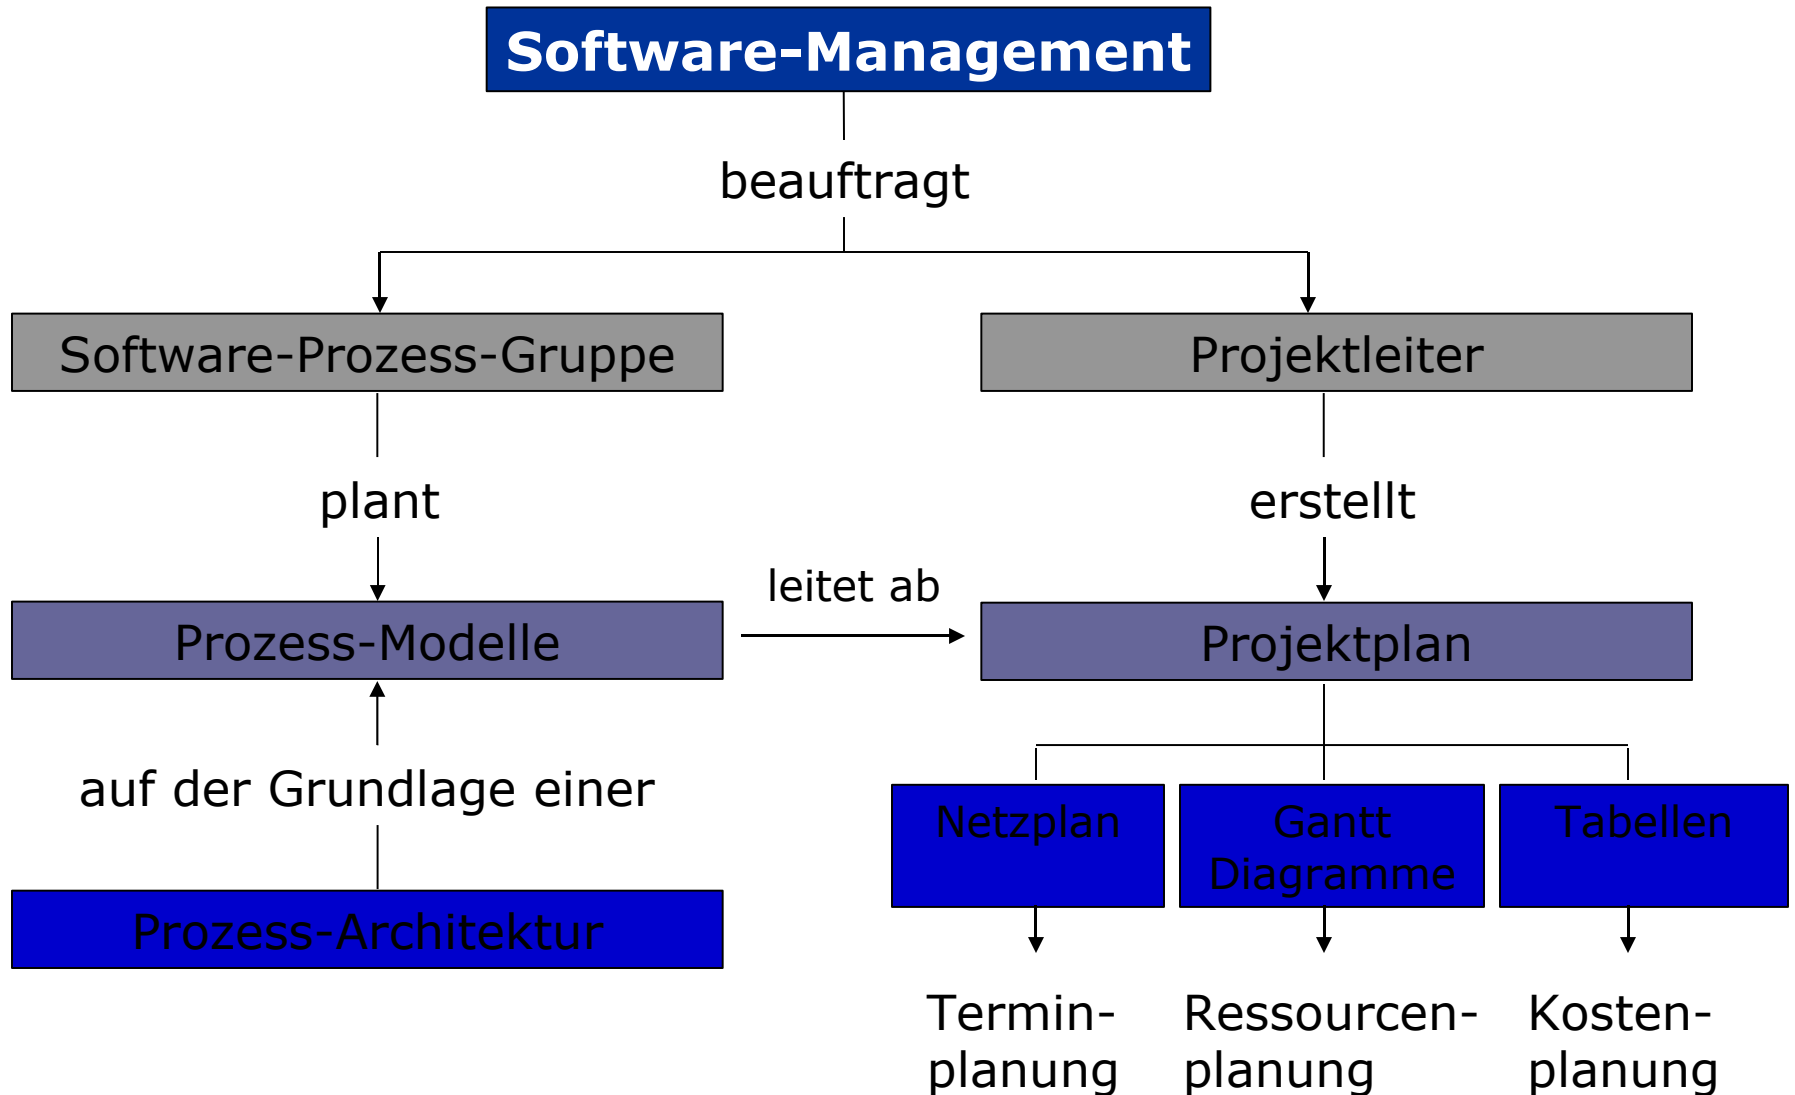 Software-Management
beauftragt
Software-Prozess-Gruppe
Projektleiter
plant
erstellt
leitet ab
Prozess-Modelle
Projektplan
auf der Grundlage einer
Netzplan
Gantt
Diagramme
Tabellen
Prozess-Architektur
Termin-
planung
Ressourcen-
planung
Kosten-
planung